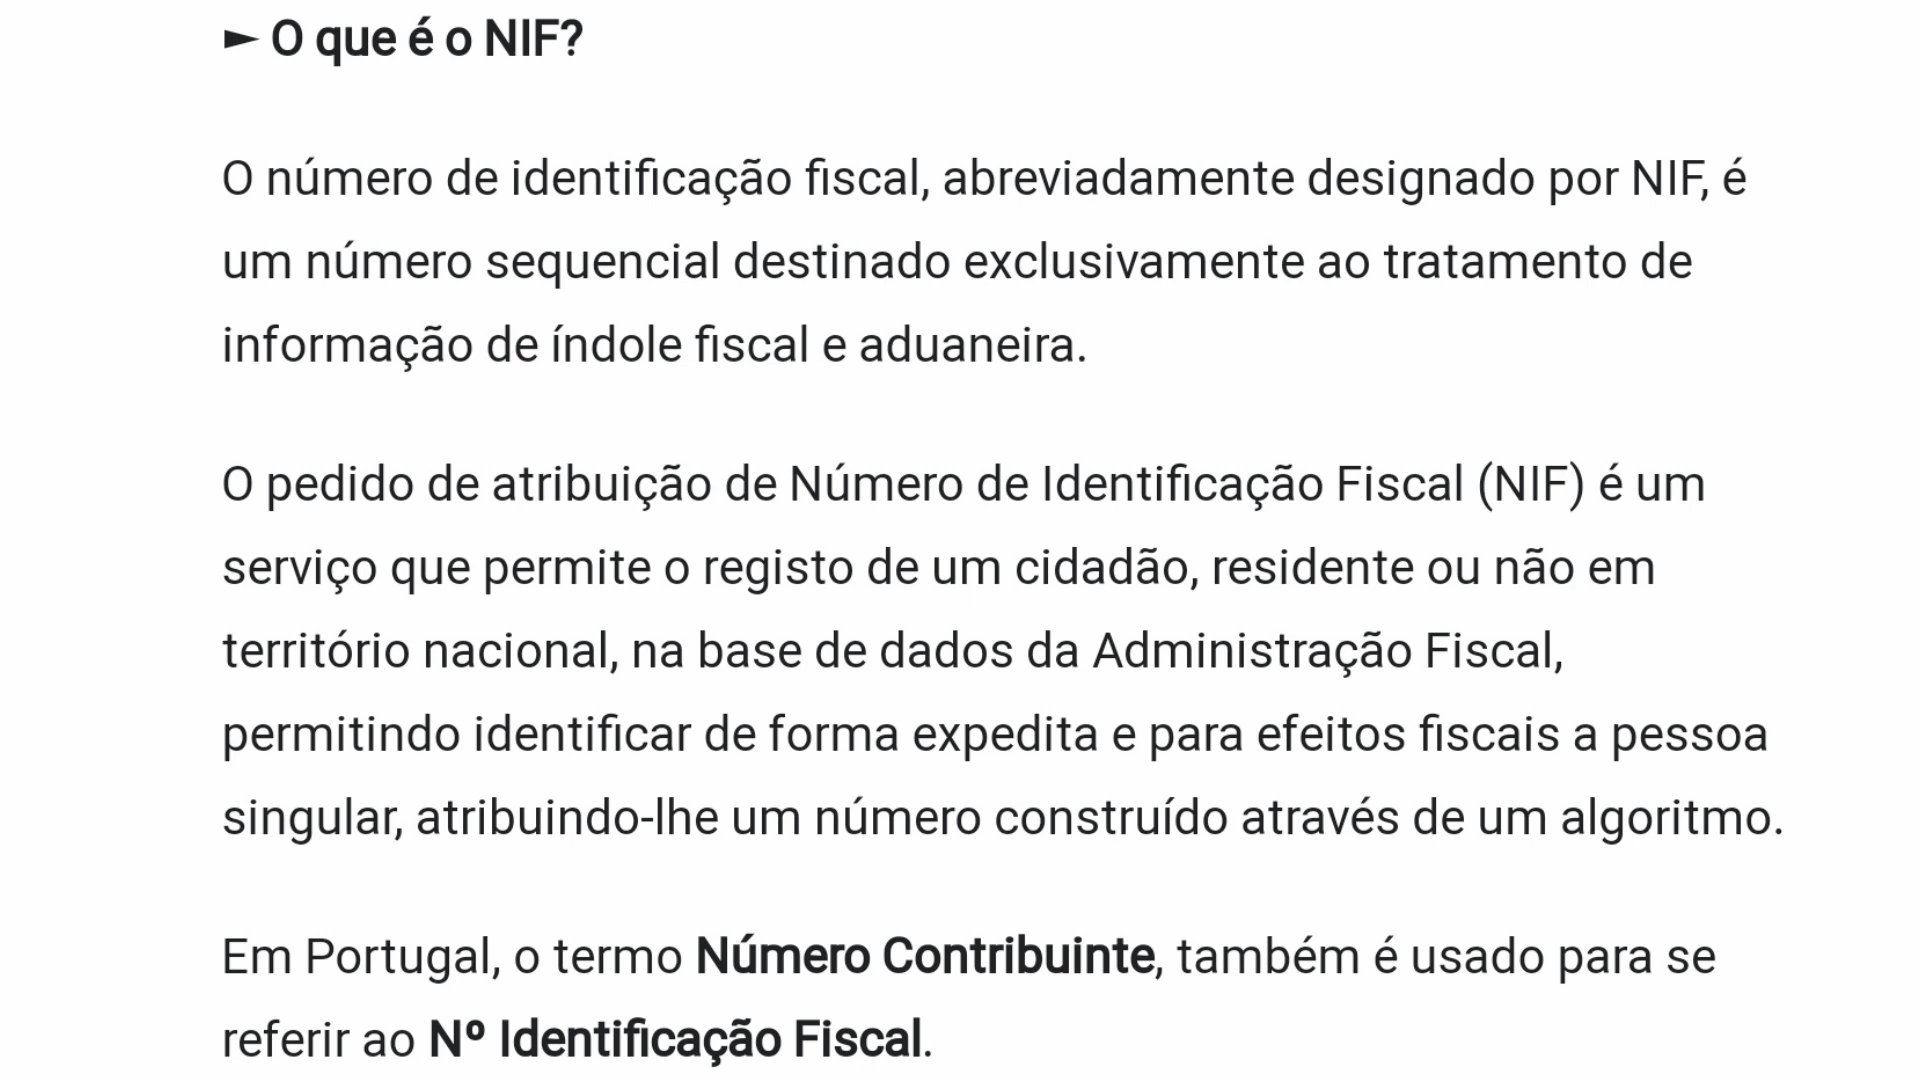 ► O que é o NIF?
O número de identificação fiscal, abreviadamente designado por NIF, é
um número sequencial destinado exclusivamente ao tratamento de
informação de índole fiscal e aduaneira.
O pedido de atribuição de Número de Identificação Fiscal (NIF) é um
serviço que permite o registo de um cidadão, residente ou não em
território nacional, na base de dados da Administração Fiscal,
permitindo identificar de forma expedita e para efeitos fiscais a pessoa
singular, atribuindo-lhe um número construído através de um algoritmo.
Em Portugal, o termo Número Contribuinte, também é usado para se
referir ao Nº Identificação Fiscal.